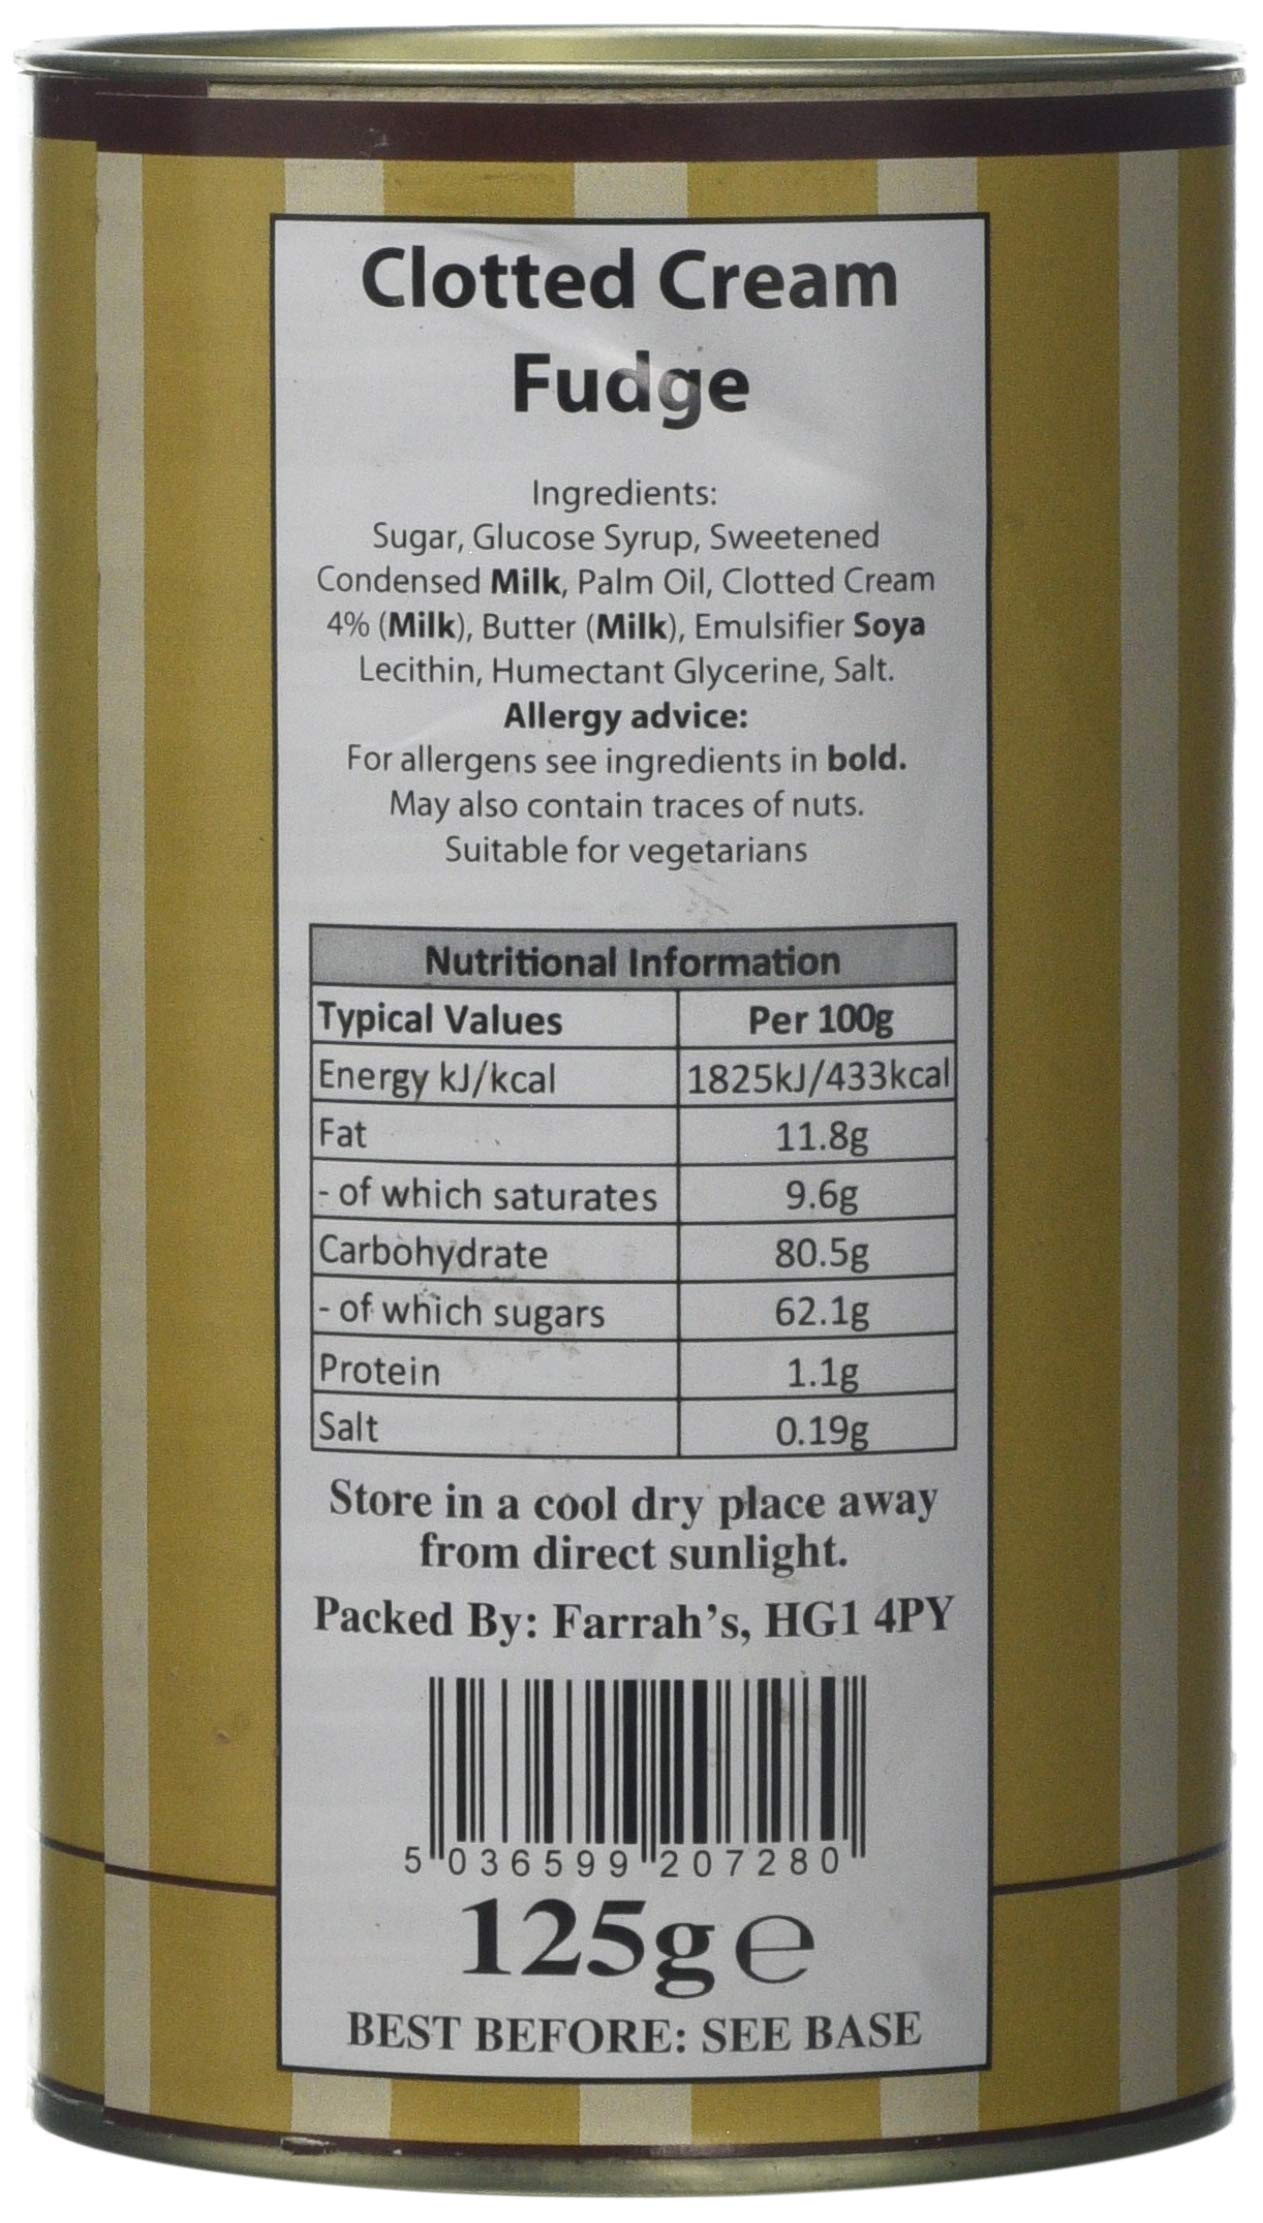 Clotted Cream
Fudge
Ingredients:
Sugar, Glucose Syrup, Sweetened
Condensed Milk, Palm Oil, Clotted Cream
4% (Milk), Butter (Milk), Emulsifier Soya
Lecithin, Humectant Glycerine, Salt.
Allergy advice:
For allergens see ingredients in bold.
May also contain traces of nuts.
Suitable for vegetarians
Nutritional Information
Typical Values Per 100g
Energy kJ/kcal 1825kJ/433kcal
Fat 11.8g
- of which saturates 9.6g
Carbohydrate 80.5g
- of which sugars 62.1g
Protein 1.1g
Salt 0.19g
Store in a cool dry place away
from direct sunlight.
Packed By: Farrah's, HG1 4PY
5 036599 207280
125g e
BEST BEFORE: SEE BASE